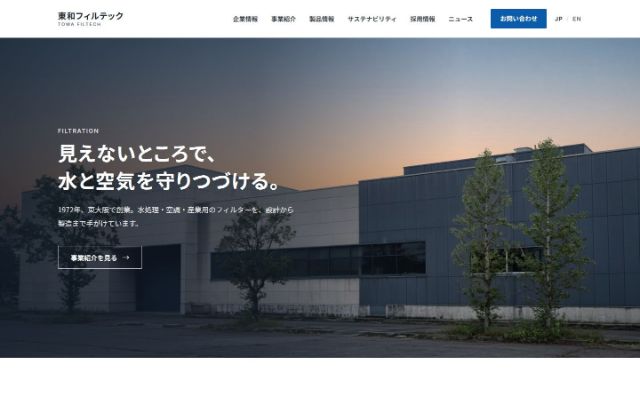 東和フィルテック
TOWA FILTECH
企業情報 事業紹介 製品情報 サステナビリティ 採用情報 ニュース お問い合わせ JP / EN
FILTRATION
見えないところで、
水と空気を守りつづける。
1972年、東大阪で創業。水処理・空調・産業用のフィルターを、設計から
製造まで手がけています。
事業紹介を見る →